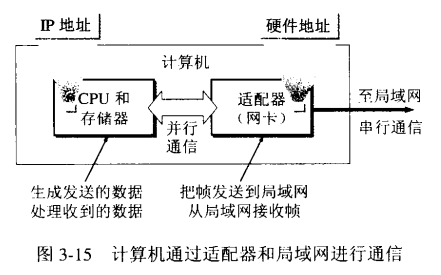 IP 地址
硬件地址
计算机
CPU 和
存储器
并行
通信
适配器
(网卡)
至局域网
串行通信
生成发送的数据
处理收到的数据
把帧发送到局域网
从局域网接收帧
图 3-15 计算机通过适配器和局域网进行通信